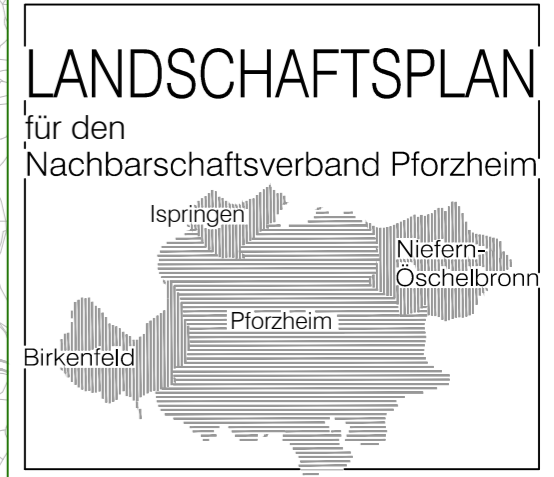 LANDSCHAFTSPLAN
für den
Nachbarschaftsverband Pforzheim
Ispringen
Niefern-
Öschelbronn
Pforzheim
Birkenfeld